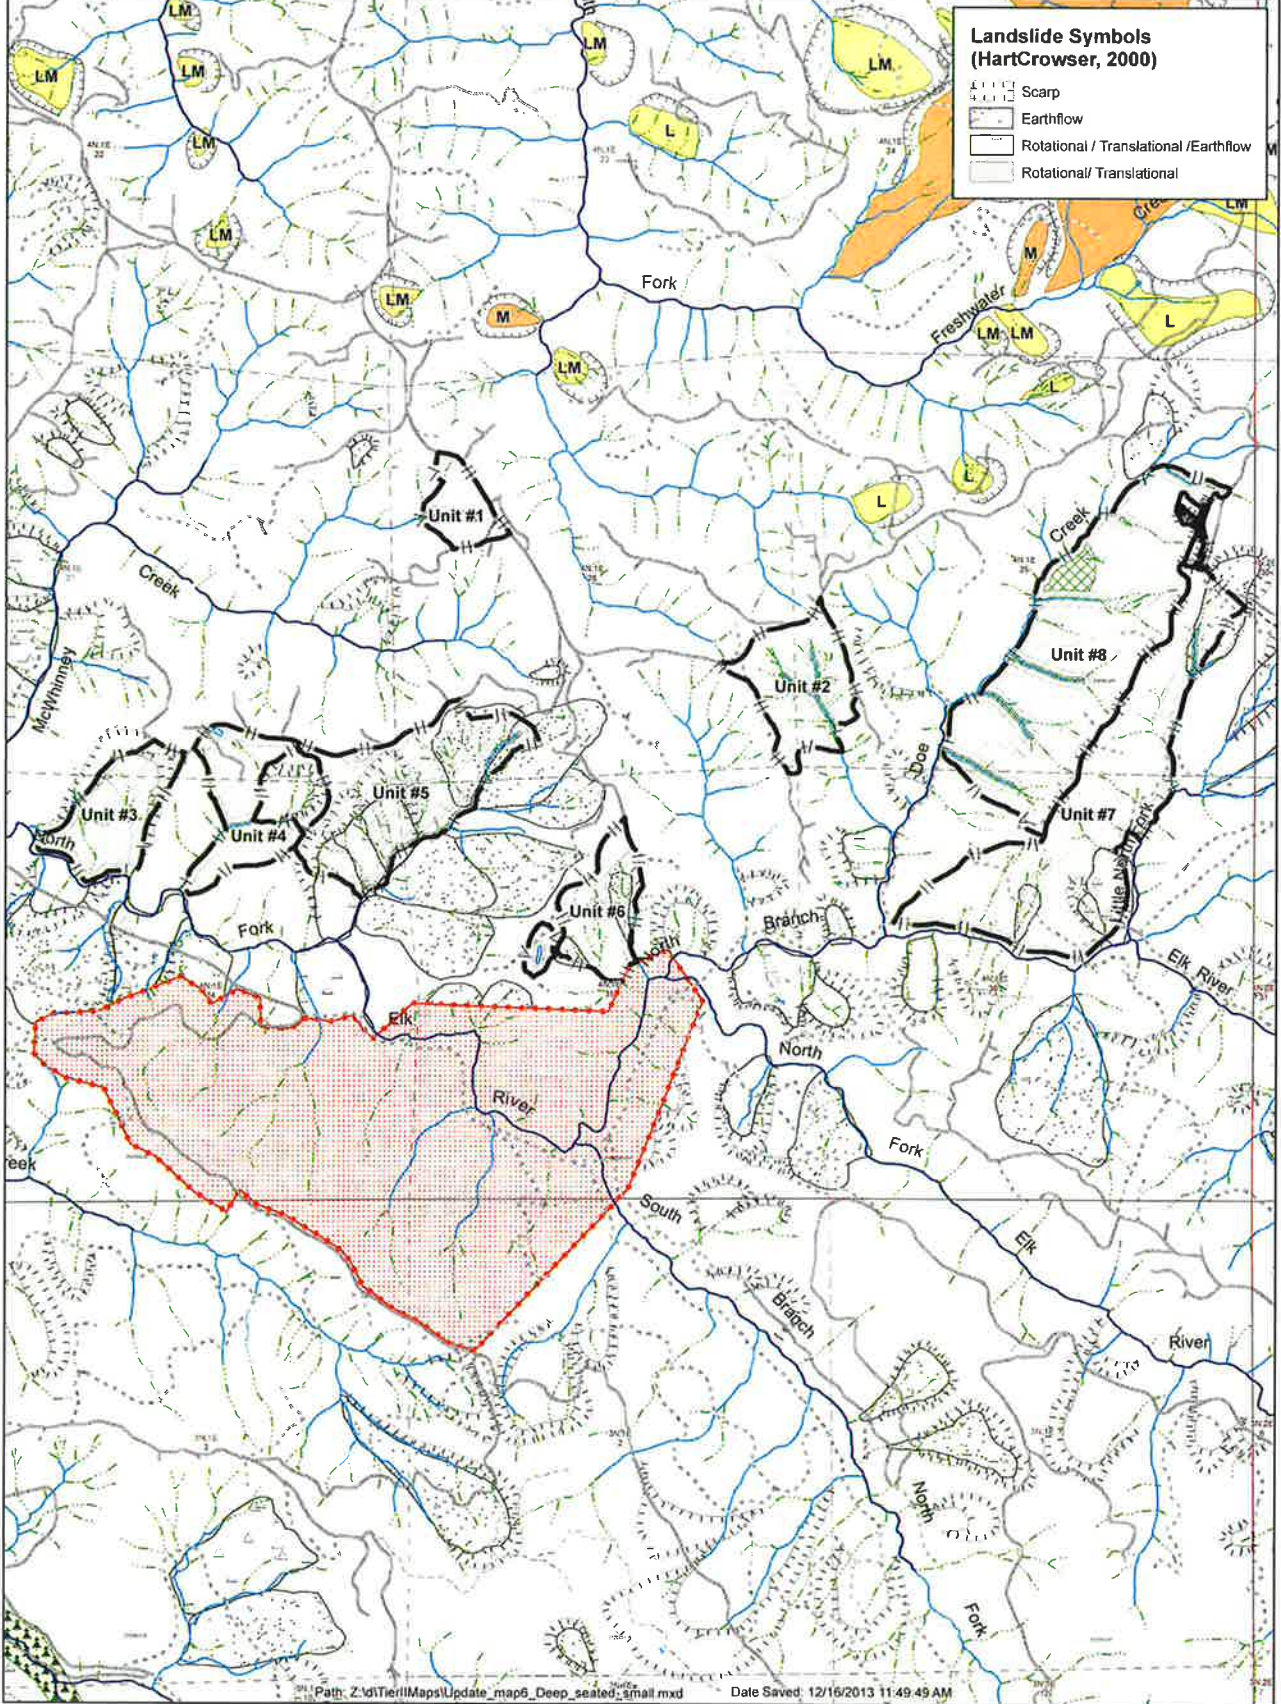 LM
LM
LM
LM
LM
LM
L
Landslide Symbols
(HartCrowser, 2000)
Scarp
Earthflow
Rotational / Translational /Earthflow
Rotational/ Translational
LM
LM
M
Fork
LM
M
Freshwater
LM
LM
L
LM
L
L
L
Unit #1
Creek
Creek
McWhinney
Unit #2
Unit #8
Doe
Unit #3
Unit #4
Unit #5
Unit #7
Little North Fork
North
Unit #6
Fork
Branch
North
Elk River
Elk
North
River
Fork
reek
South
Elk
Branch
River
North
Fork
Path: Z:\d\TierIIMaps\Update_map6_Deep_seated_small.mxd
Date Saved: 12/16/2013 11:49:49 AM